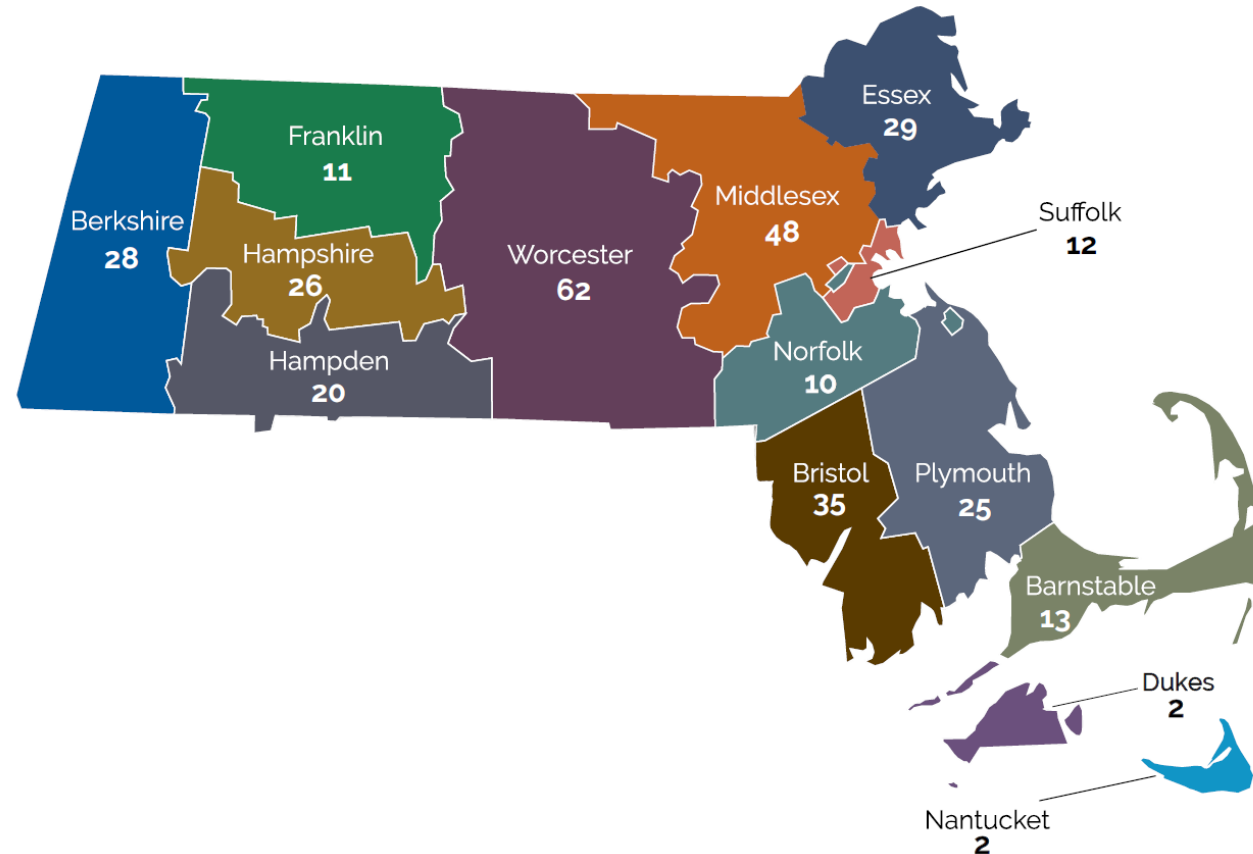 Essex
29
Franklin
11
Middlesex
48
Suffolk
12
Berkshire
28
Hampshire
26
Worcester
62
Hampden
20
Norfolk
10
Bristol
35
Plymouth
25
Barnstable
13
Dukes
2
Nantucket
2